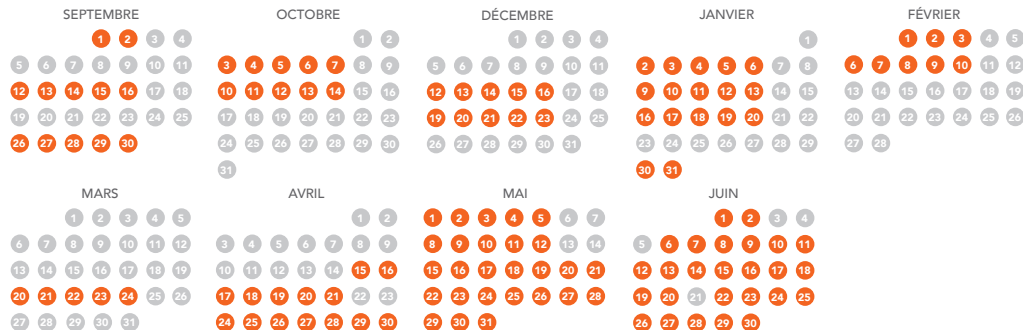 SEPTEMBRE OCTOBRE DÉCEMBRE JANVIER FÉVRIER
1 2 3 4 1 2 1 2 3 4 1 1 2 3 4 5
5 6 7 8 9 10 11 3 4 5 6 7 8 9 5 6 7 8 9 10 11 2 3 4 5 6 7 8 6 7 8 9 10 11 12
12 13 14 15 16 17 18 10 11 12 13 14 15 16 12 13 14 15 16 17 18 9 10 11 12 13 14 15 13 14 15 16 17 18 19
19 20 21 22 23 24 25 17 18 19 20 21 22 23 19 20 21 22 23 24 25 16 17 18 19 20 21 22 20 21 22 23 24 25 26
26 27 28 29 30 24 25 26 27 28 29 30 26 27 28 29 30 31 23 24 25 26 27 28 29 27 28
31 30 31
MARS AVRIL MAI JUIN
1 2 3 4 5 1 2 1 2 3 4 5 6 7 1 2 3 4
6 7 8 9 10 11 12 3 4 5 6 7 8 9 8 9 10 11 12 13 14 5 6 7 8 9 10 11
13 14 15 16 17 18 19 10 11 12 13 14 15 16 15 16 17 18 19 20 21 12 13 14 15 16 17 18
20 21 22 23 24 25 26 17 18 19 20 21 22 23 22 23 24 25 26 27 28 19 20 21 22 23 24 25
27 28 29 30 31 24 25 26 27 28 29 30 29 30 31 26 27 28 29 30